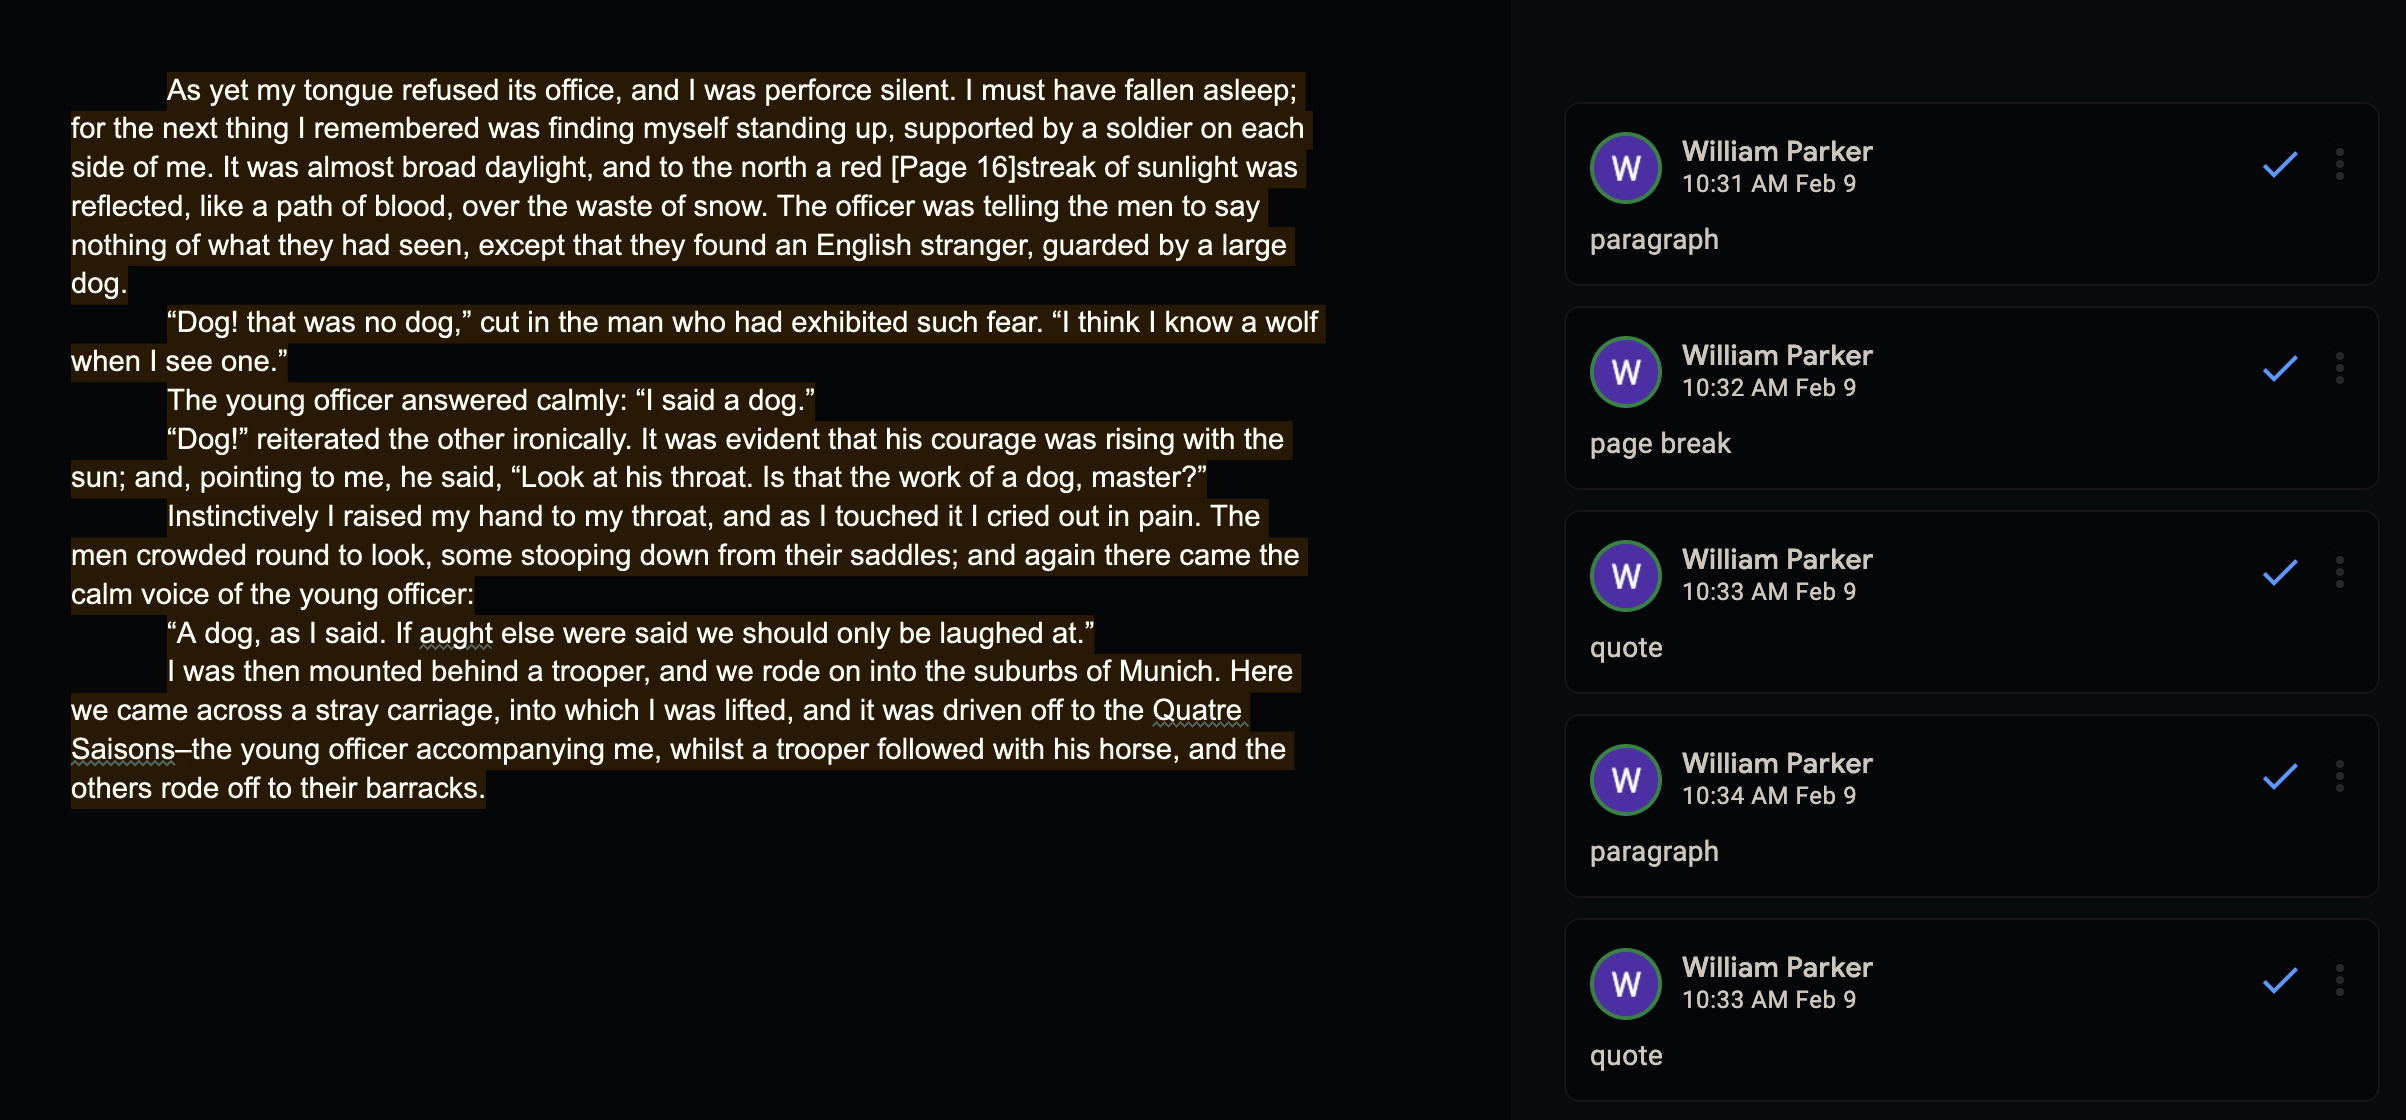 As yet my tongue refused its office, and I was perforce silent. I must have fallen asleep;
for the next thing I remembered was finding myself standing up, supported by a soldier on each
side of me. It was almost broad daylight, and to the north a red [Page 16]streak of sunlight was
reflected, like a path of blood, over the waste of snow. The officer was telling the men to say
nothing of what they had seen, except that they found an English stranger, guarded by a large
dog.
“Dog! that was no dog,” cut in the man who had exhibited such fear. “I think I know a wolf
when I see one.”
The young officer answered calmly: “I said a dog.”
“Dog!” reiterated the other ironically. It was evident that his courage was rising with the
sun; and, pointing to me, he said, “Look at his throat. Is that the work of a dog, master?”
Instinctively I raised my hand to my throat, and as I touched it I cried out in pain. The
men crowded round to look, some stooping down from their saddles; and again there came the
calm voice of the young officer:
“A dog, as I said. If aught else were said we should only be laughed at.”
I was then mounted behind a trooper, and we rode on into the suburbs of Munich. Here
we came across a stray carriage, into which I was lifted, and it was driven off to the Quatre
Saisons–the young officer accompanying me, whilst a trooper followed with his horse, and the
others rode off to their barracks.
W
William Parker
10:31 AM Feb 9
paragraph
W
William Parker
10:32 AM Feb 9
page break
W
William Parker
10:33 AM Feb 9
quote
W
William Parker
10:34 AM Feb 9
paragraph
W
William Parker
10:33 AM Feb 9
quote